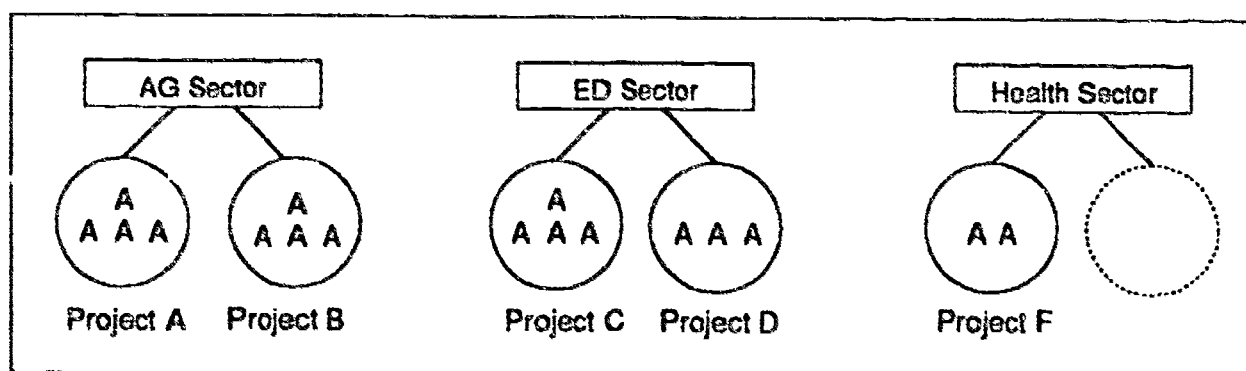 AG Sector ED Sector Health Sector
A A A
A A A A A A A A A A A A A A
Project A Project B Project C Project D Project F